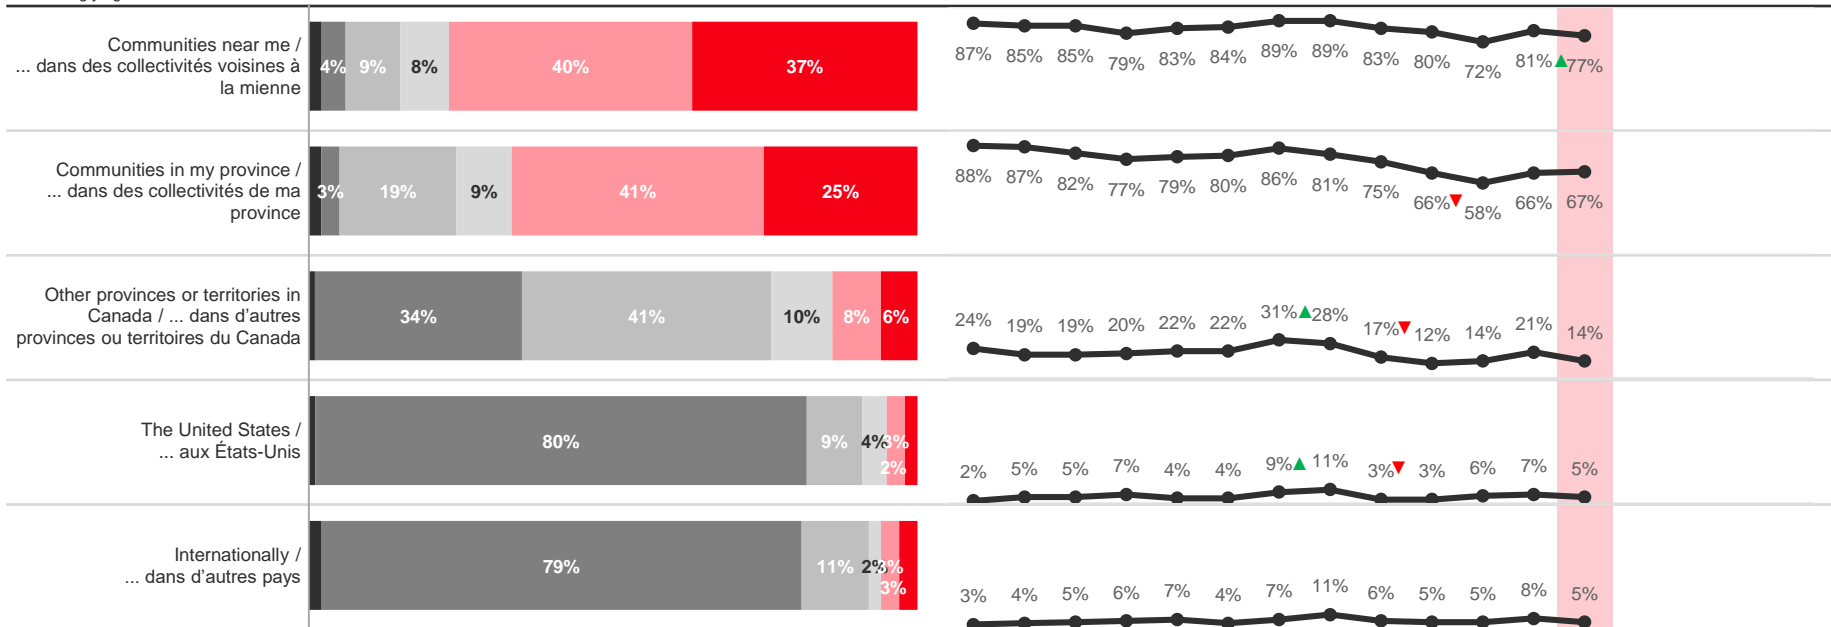 Communities near me /
... dans des collectivités voisines à
la mienne
4% 9% 8% 40% 37%
87% 85% 85% 79% 83% 84% 89% 89% 83% 80% 72% 81% 77%
Communities in my province /
... dans des collectivités de ma
province
3% 19% 9% 41% 25%
88% 87% 82% 77% 79% 80% 86% 81% 75% 66% 58% 66% 67%
Other provinces or territories in
Canada / ... dans d’autres
provinces ou territoires du Canada
34% 41% 10% 8% 6%
24% 19% 19% 20% 22% 22% 31% 28% 17% 12% 14% 21% 14%
The United States /
... aux États-Unis
80% 9% 4% 3%
2%
2% 5% 5% 7% 4% 4% 9% 11% 3% 3% 6% 7% 5%
Internationally /
... dans d’autres pays
79% 11% 2% 3%
3%
3% 4% 5% 6% 7% 4% 7% 11% 6% 5% 5% 8% 5%